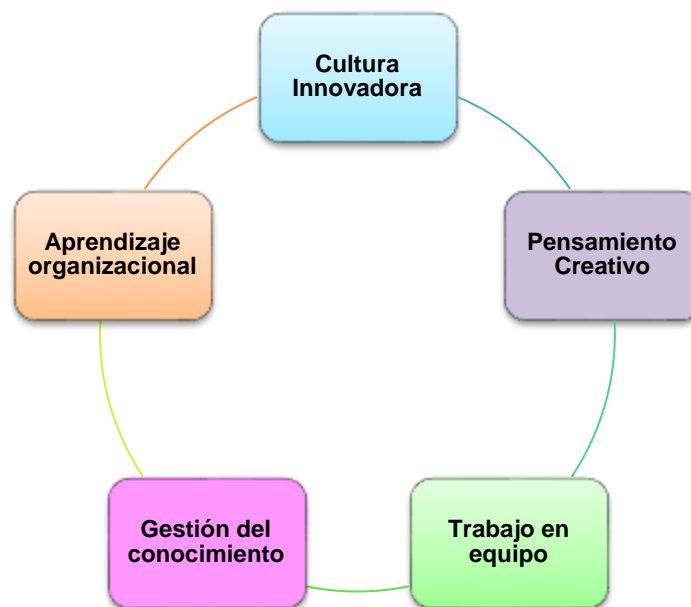 Cultura
Innovadora
Pensamiento
Creativo
Trabajo en
equipo
Gestión del
conocimiento
Aprendizaje
organizacional